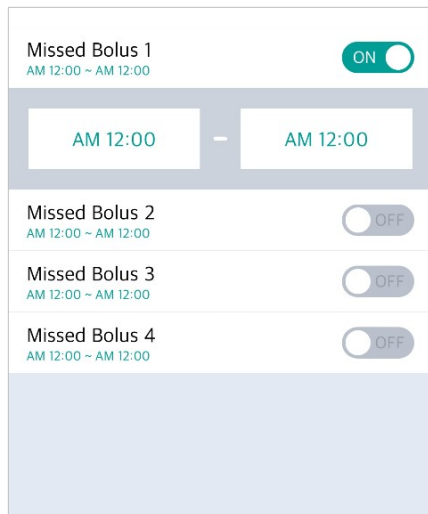 Missed Bolus 1
AM 12:00 ~ AM 12:00
ON
AM 12:00 - AM 12:00
Missed Bolus 2
AM 12:00 ~ AM 12:00
OFF
Missed Bolus 3
AM 12:00 ~ AM 12:00
OFF
Missed Bolus 4
AM 12:00 ~ AM 12:00
OFF